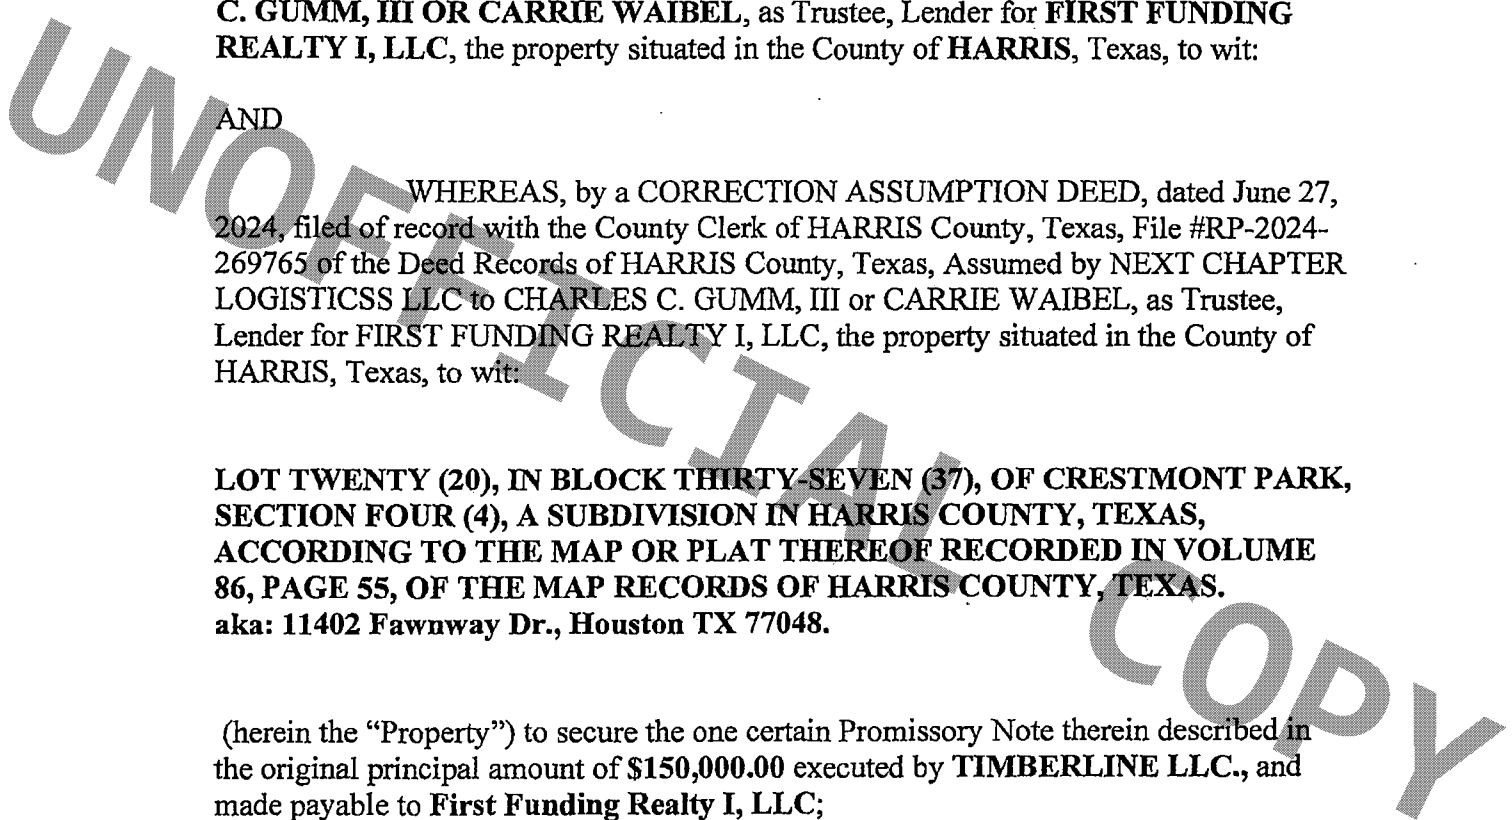 C. GUMM, III OR CARRIE WAIBEL, as Trustee, Lender for FIRST FUNDING
REALTY I, LLC, the property situated in the County of HARRIS, Texas, to wit:
AND
WHEREAS, by a CORRECTION ASSUMPTION DEED, dated June 27,
2024, filed of record with the County Clerk of HARRIS County, Texas, File #RP-2024-
269765 of the Deed Records of HARRIS County, Texas, Assumed by NEXT CHAPTER
LOGISTICSS LLC to CHARLES C. GUMM, III or CARRIE WAIBEL, as Trustee,
Lender for FIRST FUNDING REALTY I, LLC, the property situated in the County of
HARRIS, Texas, to wit:
LOT TWENTY (20), IN BLOCK THIRTY-SEVEN (37), OF CRESTMONT PARK,
SECTION FOUR (4), A SUBDIVISION IN HARRIS COUNTY, TEXAS,
ACCORDING TO THE MAP OR PLAT THEREOF RECORDED IN VOLUME
86, PAGE 55, OF THE MAP RECORDS OF HARRIS COUNTY, TEXAS.
aka: 11402 Fawnway Dr., Houston TX 77048.
(herein the “Property”) to secure the one certain Promissory Note therein described in
the original principal amount of $150,000.00 executed by TIMBERLINE LLC., and
made payable to First Funding Realty I, LLC;
UNOFFICIAL COPY